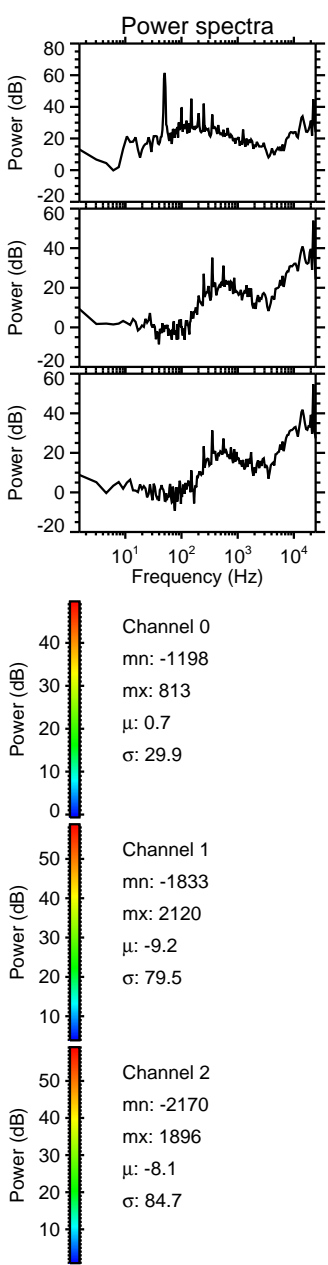 Power spectra
80
60
40
20
0
-20
Power (dB)
60
40
20
0
-20
Power (dB)
60
40
20
0
-20
Power (dB)
10¹ 10² 10³ 10⁴
Frequency (Hz)
40
30
20
10
0
Power (dB)
Channel 0
mn: -1198
mx: 813
μ: 0.7
σ: 29.9
50
40
30
20
10
Power (dB)
Channel 1
mn: -1833
mx: 2120
μ: -9.2
σ: 79.5
50
40
30
20
10
Power (dB)
Channel 2
mn: -2170
mx: 1896
μ: -8.1
σ: 84.7